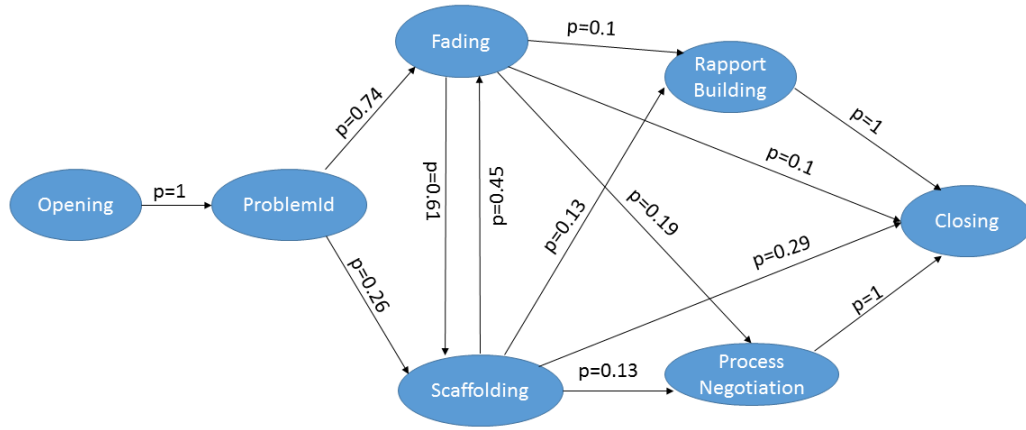 Fading
p=0.1
Rapport
Building
p=0.74
p=1
p=0.61
p=0.45
p=0.1
p=0.13
p=0.19
Opening
p=1
ProblemId
Closing
p=0.29
p=0.26
p=1
Scaffolding
p=0.13
Process
Negotiation